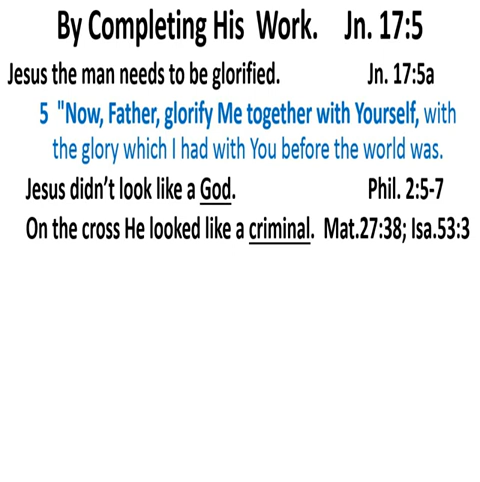 By Completing His Work. Jn. 17:5
Jesus the man needs to be glorified. Jn. 17:5a
5 "Now, Father, glorify Me together with Yourself, with
the glory which I had with You before the world was.
Jesus didn’t look like a God. Phil. 2:5-7
On the cross He looked like a criminal. Mat.27:38; Isa.53:3